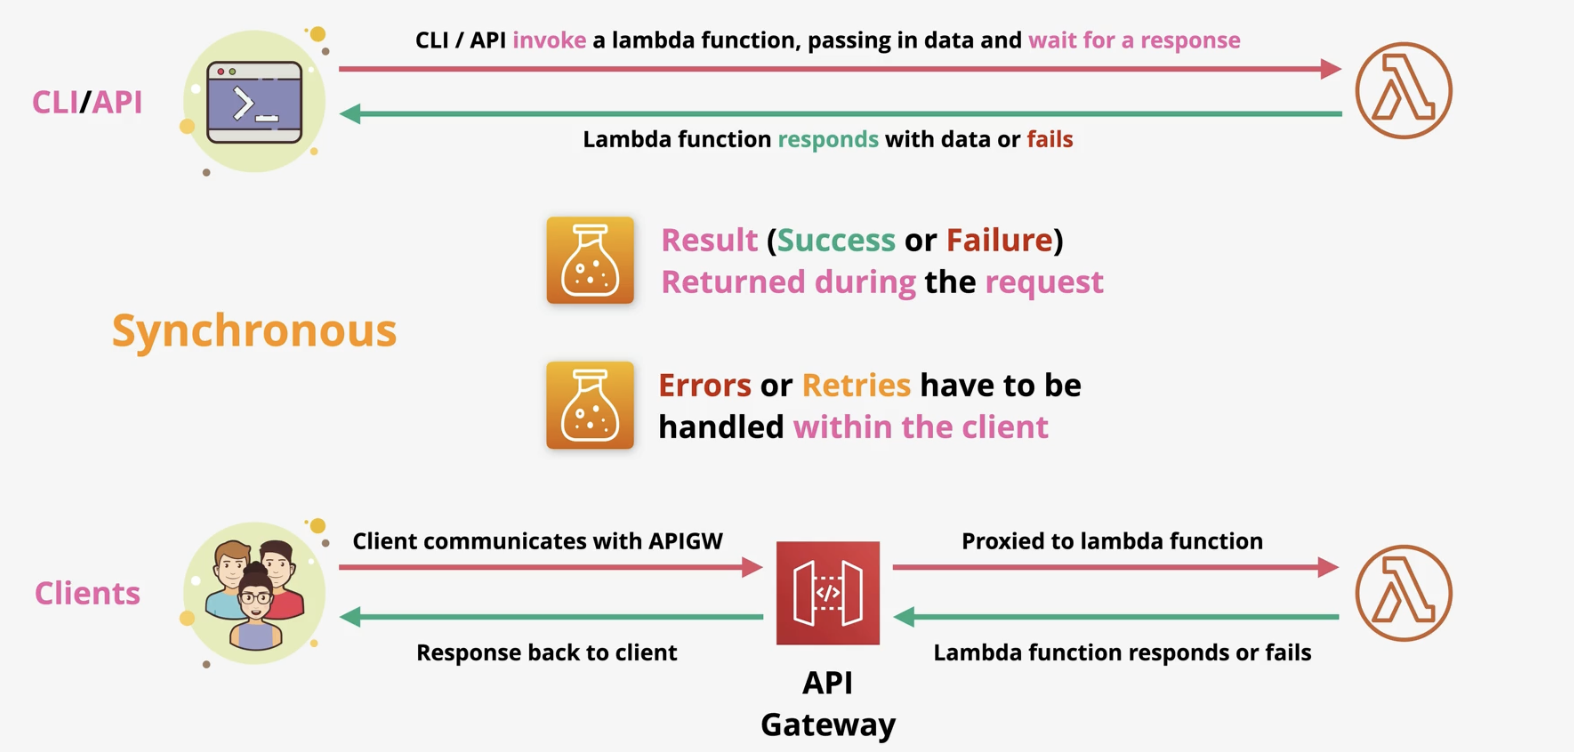 CLI / API invoke a lambda function, passing in data and wait for a response
CLI/API
Lambda function responds with data or fails
Result (Success or Failure)
Returned during the request
Synchronous
Errors or Retries have to be
handled within the client
Client communicates with APIGW
Proxied to lambda function
Clients
</>
Response back to client
Lambda function responds or fails
API
Gateway